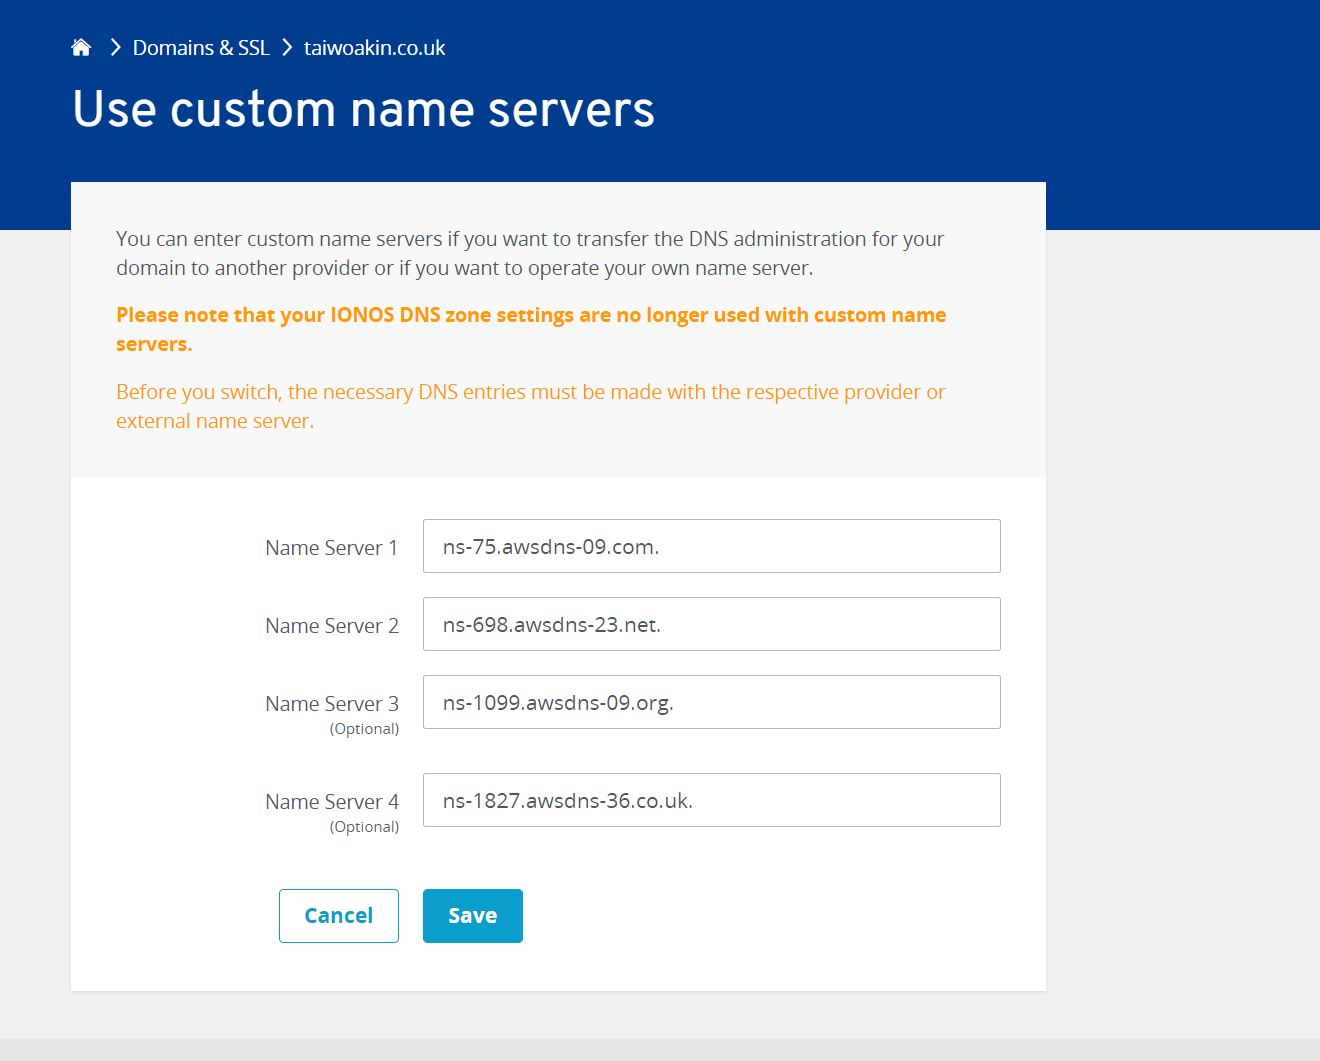 Domains & SSL taiwoakin.co.uk
Use custom name servers
You can enter custom name servers if you want to transfer the DNS administration for your
domain to another provider or if you want to operate your own name server.
Please note that your IONOS DNS zone settings are no longer used with custom name
servers.
Before you switch, the necessary DNS entries must be made with the respective provider or
external name server.
Name Server 1 ns-75.awsdns-09.com.
Name Server 2 ns-698.awsdns-23.net.
Name Server 3 ns-1099.awsdns-09.org.
(Optional)
Name Server 4 ns-1827.awsdns-36.co.uk.
(Optional)
Cancel Save